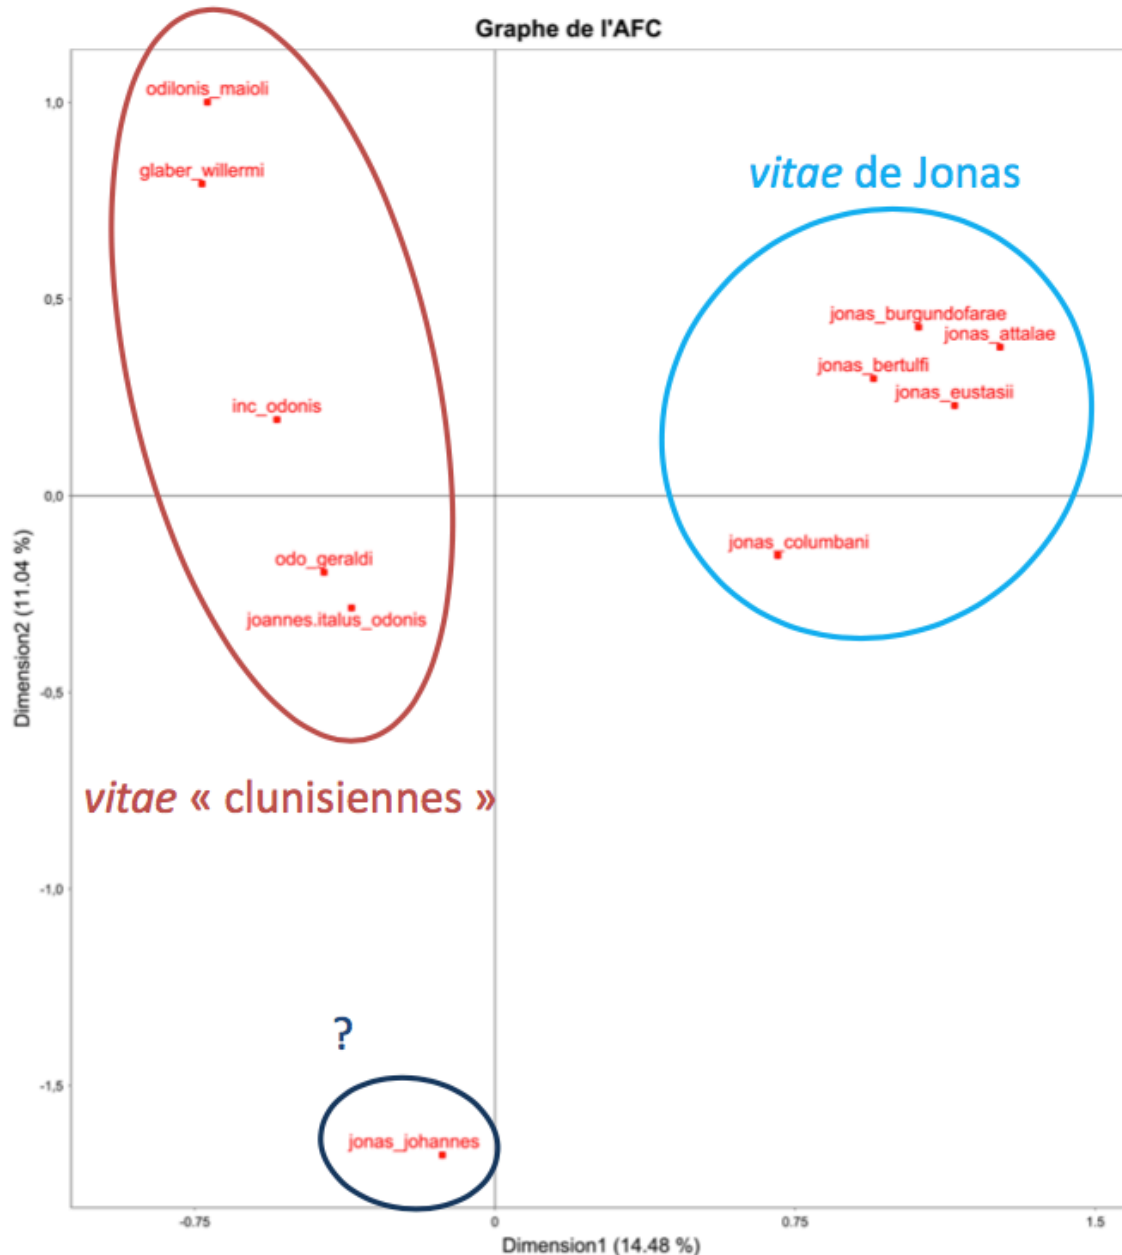 Graphe de l'AFC
odilonis_maioli
1,0
glaber_willermi
vitae de Jonas
0,5
jonas_burgundofarae
jonas_attalae
jonas_bertulfi
jonas_eustasii
inc_odonis
0,0
jonas_columbani
odo_geraldi
joannes.italus_odonis
Dimension2 (11.04 %)
-0,5
vitae « clunisiennes »
-1,0
?
-1,5
jonas_johannes
-0.75
0
0.75
1.5
Dimension1 (14.48 %)